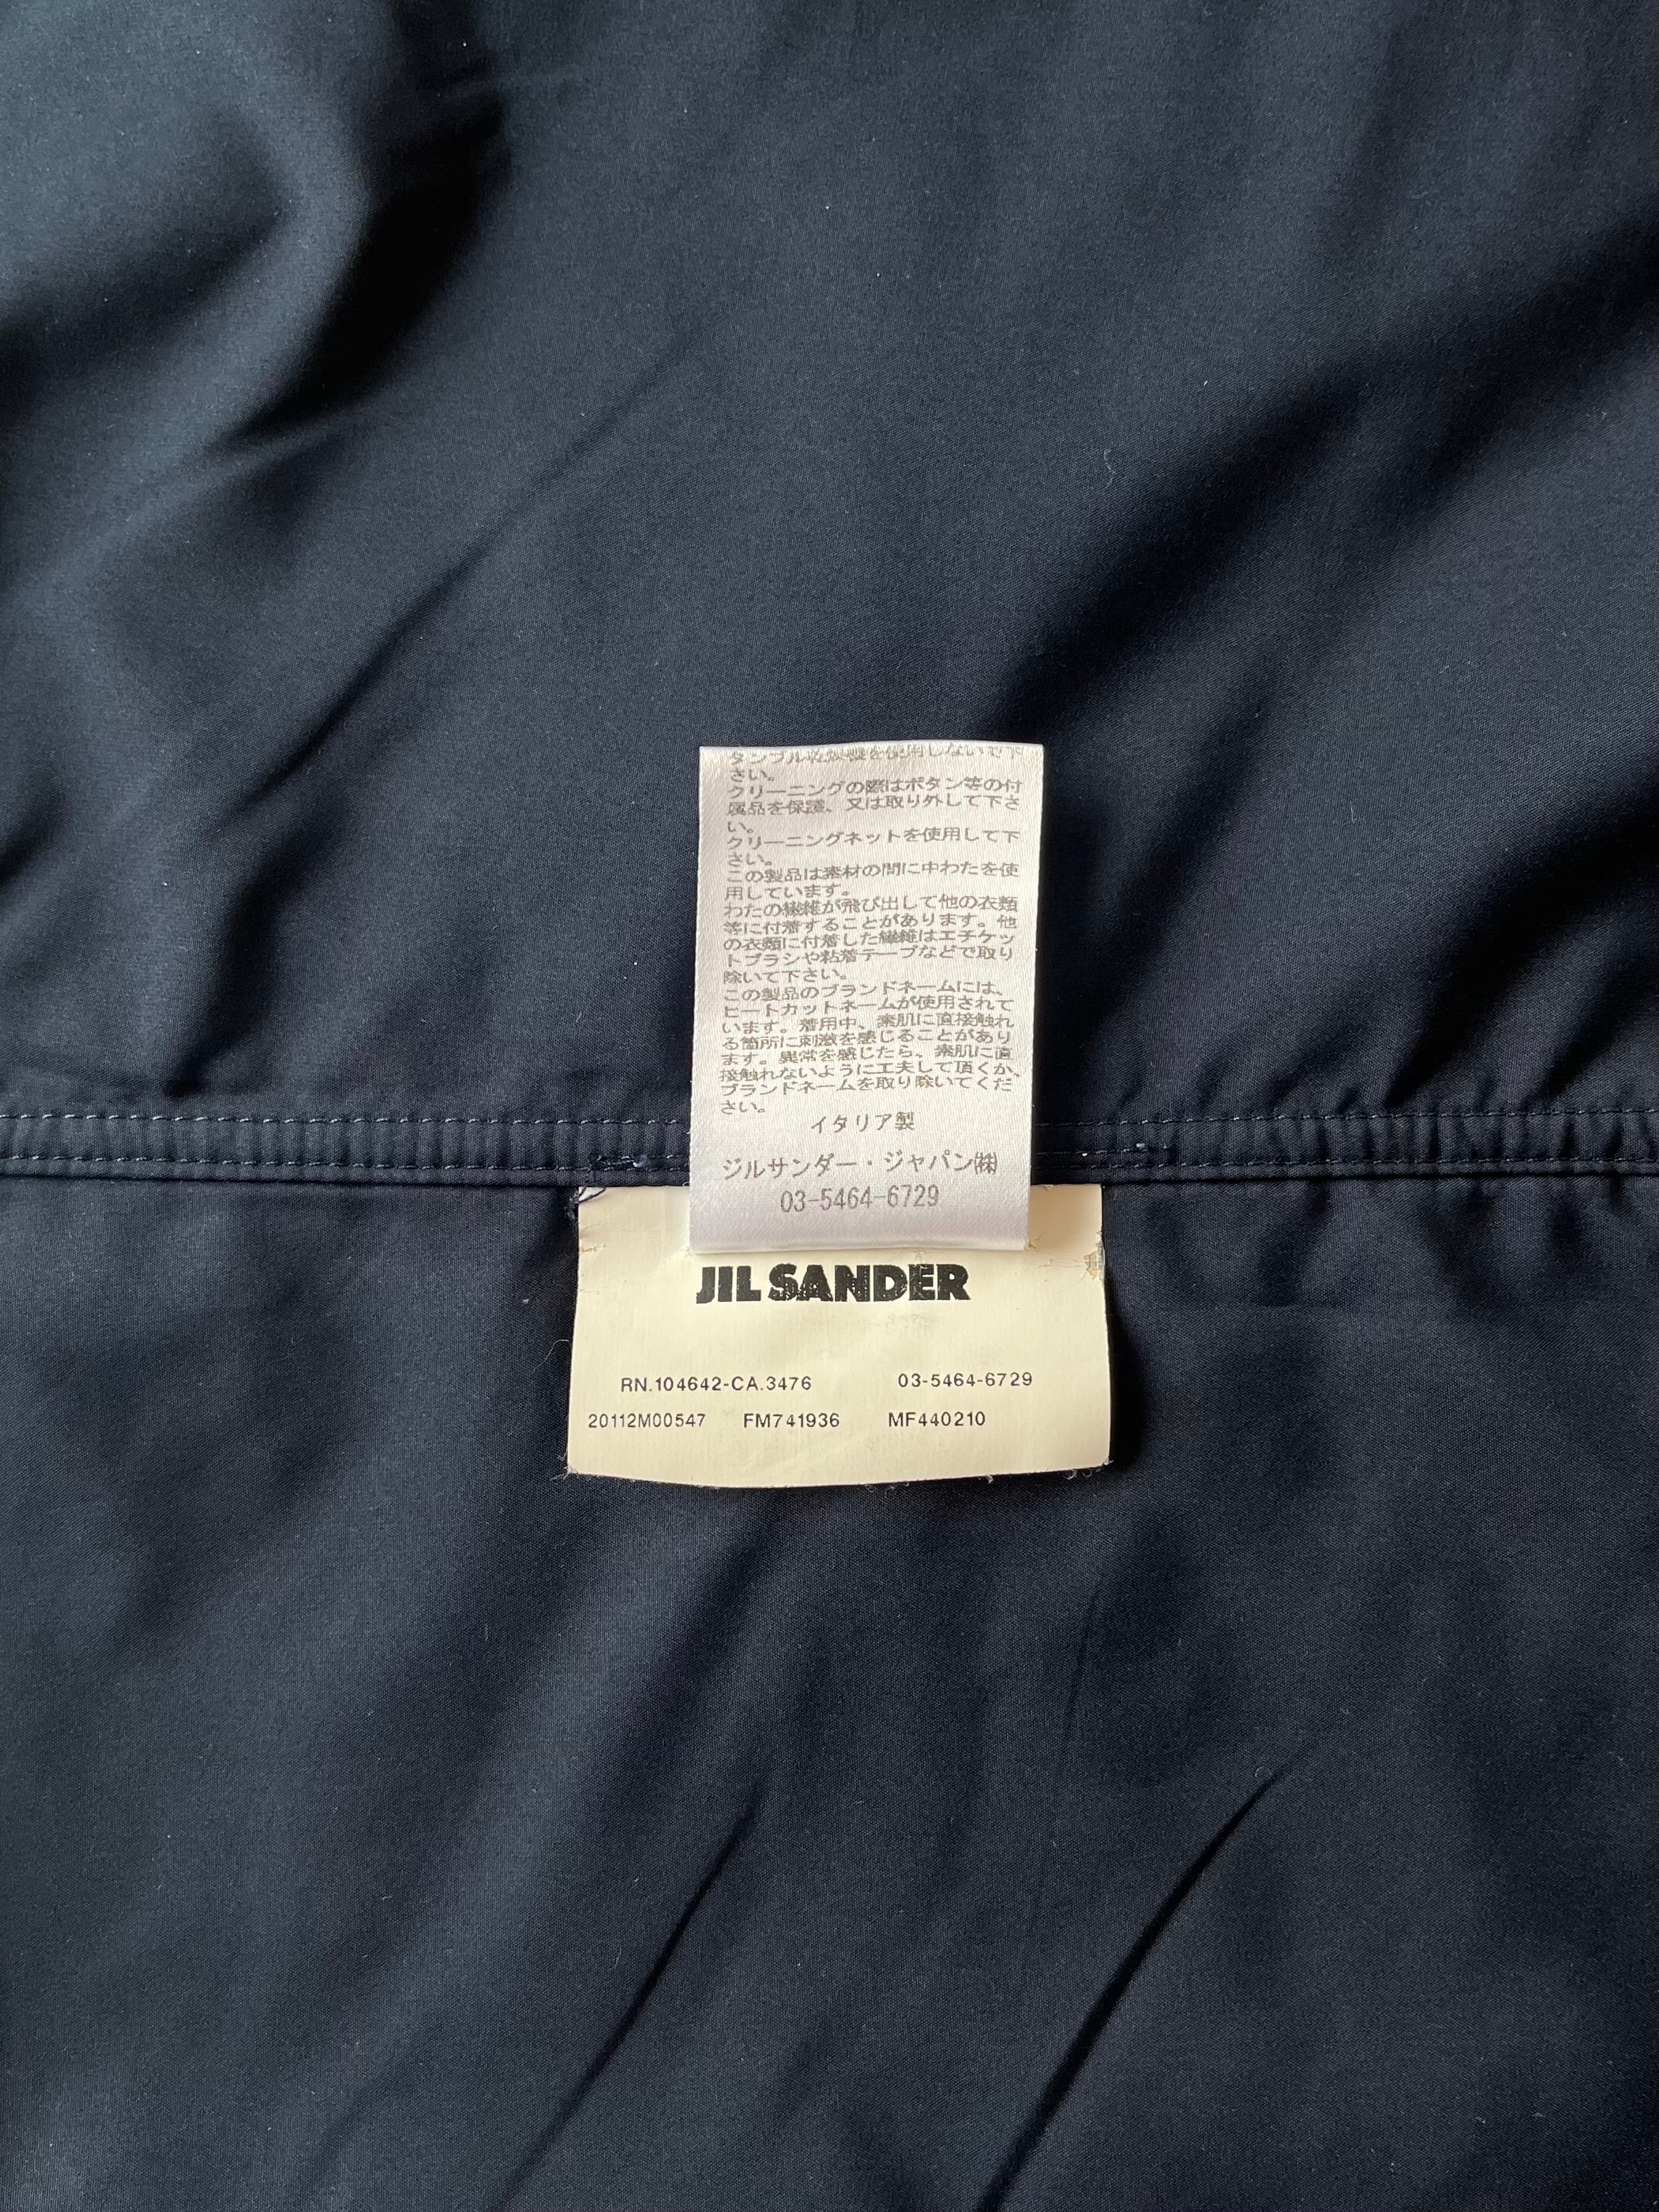 タンブル乾燥機を使用しないで下
さい。
クリーニングの際はボタン等の付
属品を保護、又は取り外して下さ
い。
クリーニングネットを使用して下
さい。
この製品は素材の間に中わたを使
用しています。
わたの繊維が飛び出して他の衣類
等に付着することがあります。他
の衣類に付着した繊維はエチケッ
トブラシや粘着テープなどで取り
除いて下さい。
この製品のブランドネームには、
ヒートカットネームが使用されて
います。着用中、素肌に直接触れ
る箇所に刺激を感じることがあり
ます。異常を感じたら、素肌に直
接触れないように工夫して頂くか、
ブランドネームを取り除いてくだ
さい。
イタリア製
ジルサンダー・ジャパン㈱
03-5464-6729
JIL SANDER
RN.104642-CA.3476 03-5464-6729
20112M00547 FM741936 MF440210